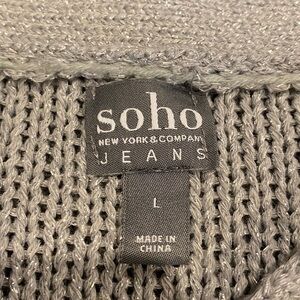 soho
NEW YORK & COMPANY
JEANS
L
MADE IN
CHINA